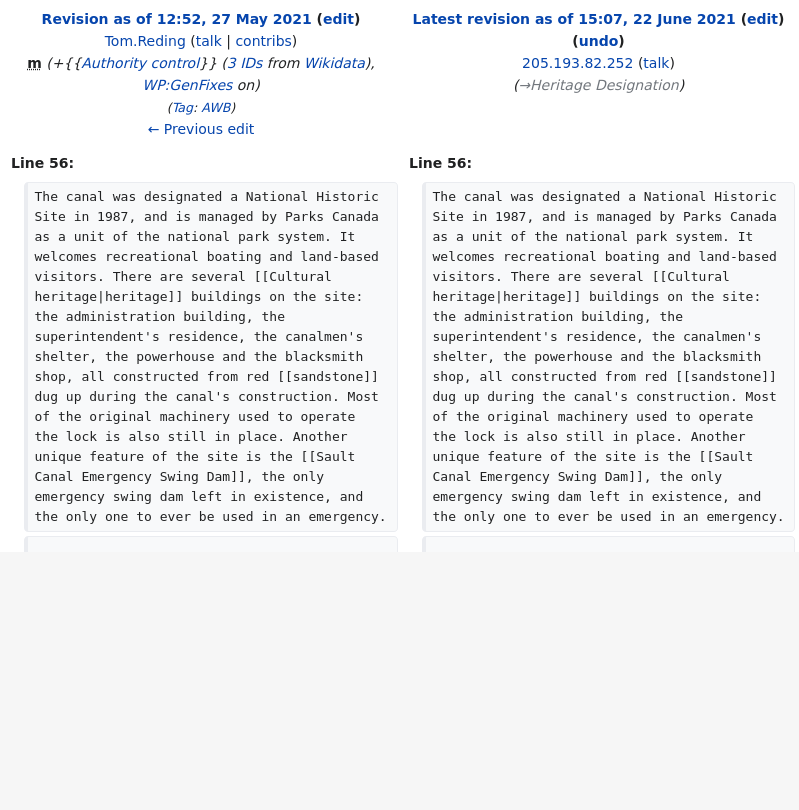 Revision as of 12:52, 27 May 2021 (edit)
Tom.Reding (talk | contribs)
m (+{{Authority control}} (3 IDs from Wikidata),
WP:GenFixes on)
(Tag: AWB)
← Previous edit
Latest revision as of 15:07, 22 June 2021 (edit)
(undo)
205.193.82.252 (talk)
(→Heritage Designation)
Line 56:
Line 56:
The canal was designated a National Historic
Site in 1987, and is managed by Parks Canada
as a unit of the national park system. It
welcomes recreational boating and land-based
visitors. There are several [[Cultural
heritage|heritage]] buildings on the site:
the administration building, the
superintendent's residence, the canalmen's
shelter, the powerhouse and the blacksmith
shop, all constructed from red [[sandstone]]
dug up during the canal's construction. Most
of the original machinery used to operate
the lock is also still in place. Another
unique feature of the site is the [[Sault
Canal Emergency Swing Dam]], the only
emergency swing dam left in existence, and
the only one to ever be used in an emergency.
The canal was designated a National Historic
Site in 1987, and is managed by Parks Canada
as a unit of the national park system. It
welcomes recreational boating and land-based
visitors. There are several [[Cultural
heritage|heritage]] buildings on the site:
the administration building, the
superintendent's residence, the canalmen's
shelter, the powerhouse and the blacksmith
shop, all constructed from red [[sandstone]]
dug up during the canal's construction. Most
of the original machinery used to operate
the lock is also still in place. Another
unique feature of the site is the [[Sault
Canal Emergency Swing Dam]], the only
emergency swing dam left in existence, and
the only one to ever be used in an emergency.